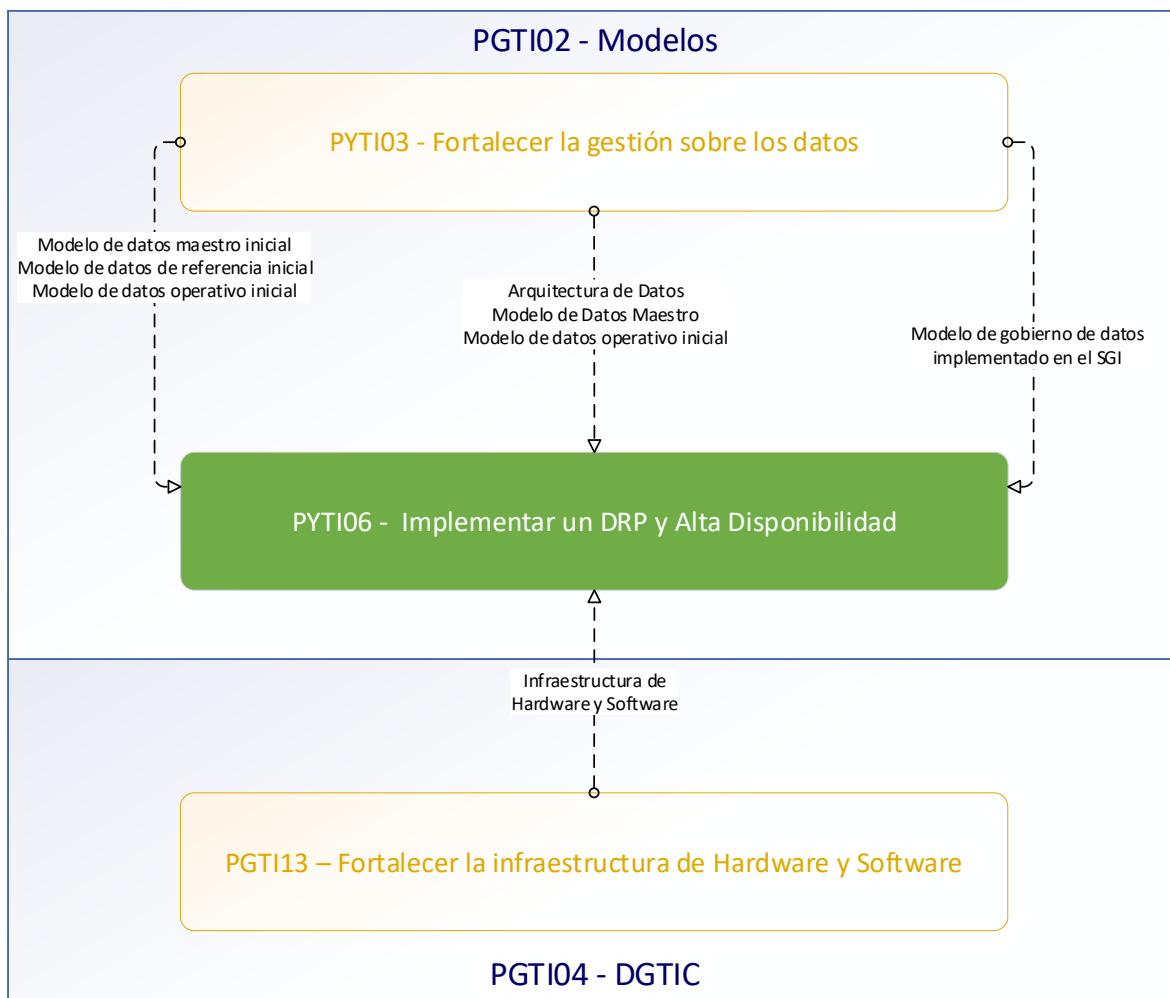 PGTI02 - Modelos
PYTI03 - Fortalecer la gestión sobre los datos
Modelo de datos maestro inicial
Modelo de datos de referencia inicial
Modelo de datos operativo inicial
Arquitectura de Datos
Modelo de Datos Maestro
Modelo de datos operativo inicial
Modelo de gobierno de datos
implementado en el SGI
PYTI06 - Implementar un DRP y Alta Disponibilidad
Infraestructura de
Hardware y Software
PGTI13 – Fortalecer la infraestructura de Hardware y Software
PGTI04 - DGTIC